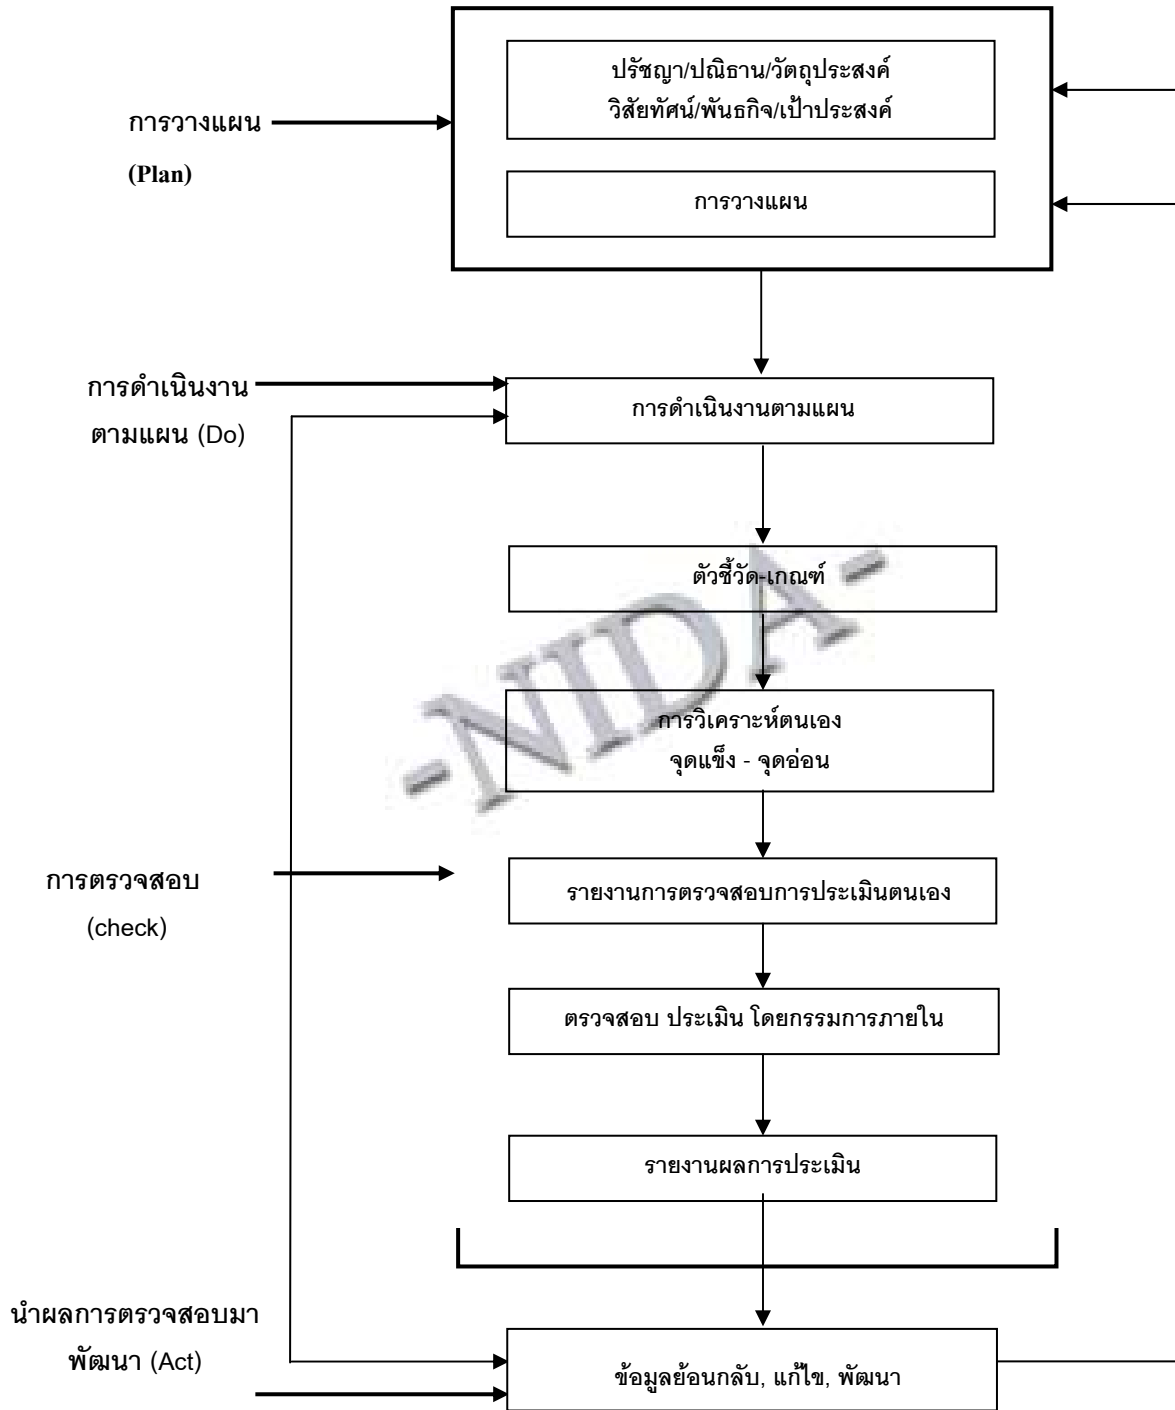 ปรัชญา/ปณิธาน/วัตถุประสงค์
วิสัยทัศน์/พันธกิจ/เป้าประสงค์
การวางแผน
(Plan)
การวางแผน
การดำเนินงาน
ตามแผน (Do)
การดำเนินงานตามแผน
ตัวชี้วัด-เกณฑ์
-NIDA-
การวิเคราะห์ตนเอง
จุดแข็ง - จุดอ่อน
การตรวจสอบ
(check)
รายงานการตรวจสอบการประเมินตนเอง
ตรวจสอบ ประเมิน โดยกรรมการภายใน
รายงานผลการประเมิน
นำผลการตรวจสอบมา
พัฒนา (Act)
ข้อมูลย้อนกลับ, แก้ไข, พัฒนา